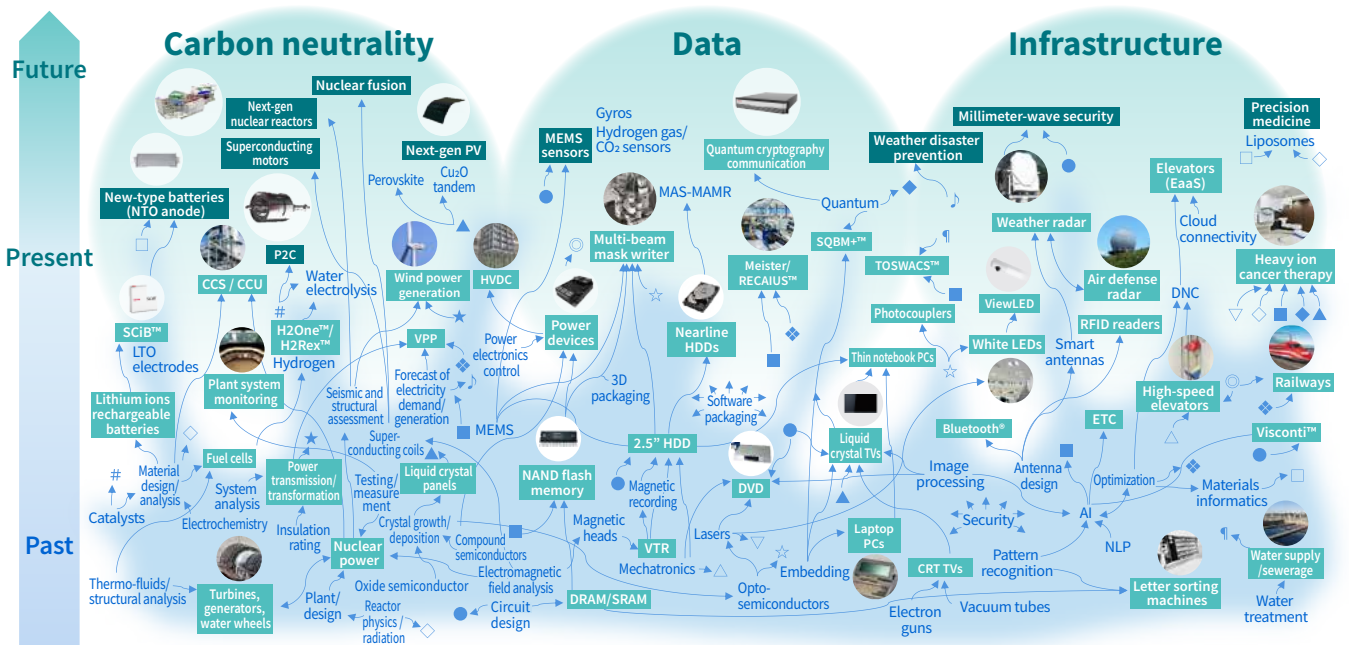 Carbon neutrality
Data
Infrastructure
Future
Present
Past
Nuclear fusion
Next-gen
nuclear reactors
Superconducting
motors
Next-gen PV
Perovskite
Cu₂O
tandem
New-type batteries
(NTO anode)
P2C
CCS / CCU
Water
electrolysis
Wind power
generation
HVDC
SCiB™
LTO
electrodes
#
H2One™/
H2Rex™
Hydrogen
VPP
Power
electronics
control
Plant system
monitoring
Lithium ions
rechargeable
batteries
Seismic and
structural
assessment
Forecast of
electricity
demand/
generation
MEMS
Super-
conducting coils
Fuel cells
Power
transmission/
transformation
Liquid crystal
panels
#
Material
design/
analysis
System
analysis
Testing/
measure
ment
Catalysts
Electrochemistry
Insulation
rating
Crystal growth/
deposition
Compound
semiconductors
Nuclear
power
Thermo-fluids/
structural analysis
Turbines,
generators,
water wheels
Plant/
design
Oxide semiconductor
Electromagnetic
field analysis
Reactor
physics /
radiation
Circuit
design
MEMS
sensors
Gyros
Hydrogen gas/
CO₂ sensors
Quantum cryptography
communication
Weather disaster
prevention
Multi-beam
mask writer
MAS-MAMR
Quantum
SQBM+™
Meister/
RECAIUS™
TOSWACS™
Power
devices
Nearline
HDDs
Photocouplers
ViewLED
White LEDs
Thin notebook PCs
3D
packaging
Software
packaging
2.5” HDD
Liquid
crystal TVs
NAND flash
memory
DVD
Magnetic
recording
Magnetic
heads
VTR
Lasers
Mechatronics
Laptop
PCs
Embedding
Opto-
semiconductors
DRAM/SRAM
CRT TVs
Electron
guns
Vacuum tubes
Millimeter-wave security
Precision
medicine
Liposomes
Elevators
(EaaS)
Weather radar
Cloud
connectivity
Air defense
radar
Heavy ion
cancer therapy
DNC
RFID readers
Smart
antennas
Railways
High-speed
elevators
Bluetooth®
ETC
Visconti™
Image
processing
Antenna
design
Optimization
Materials
informatics
Security
AI
NLP
Pattern
recognition
Water supply
/sewerage
Letter sorting
machines
Water
treatment